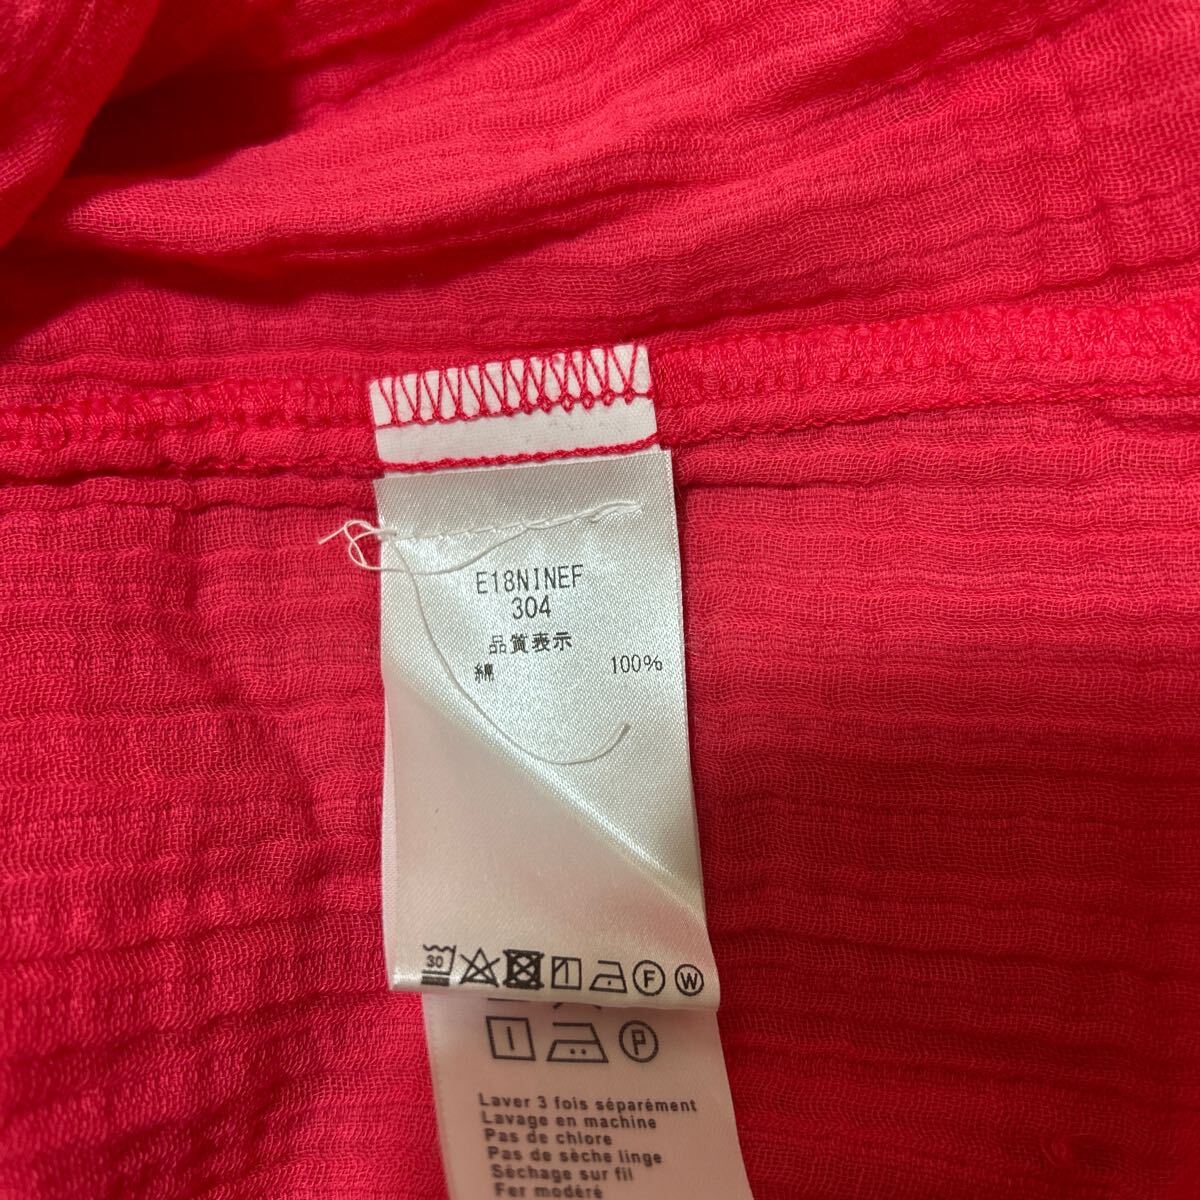 E18NINEF
304
品質表示
綿 100%
30 F W
P
Laver 3 fois séparément
Lavage en machine
Pas de chlore
Pas de sèche linge
Séchage sur fil
Fer modéré